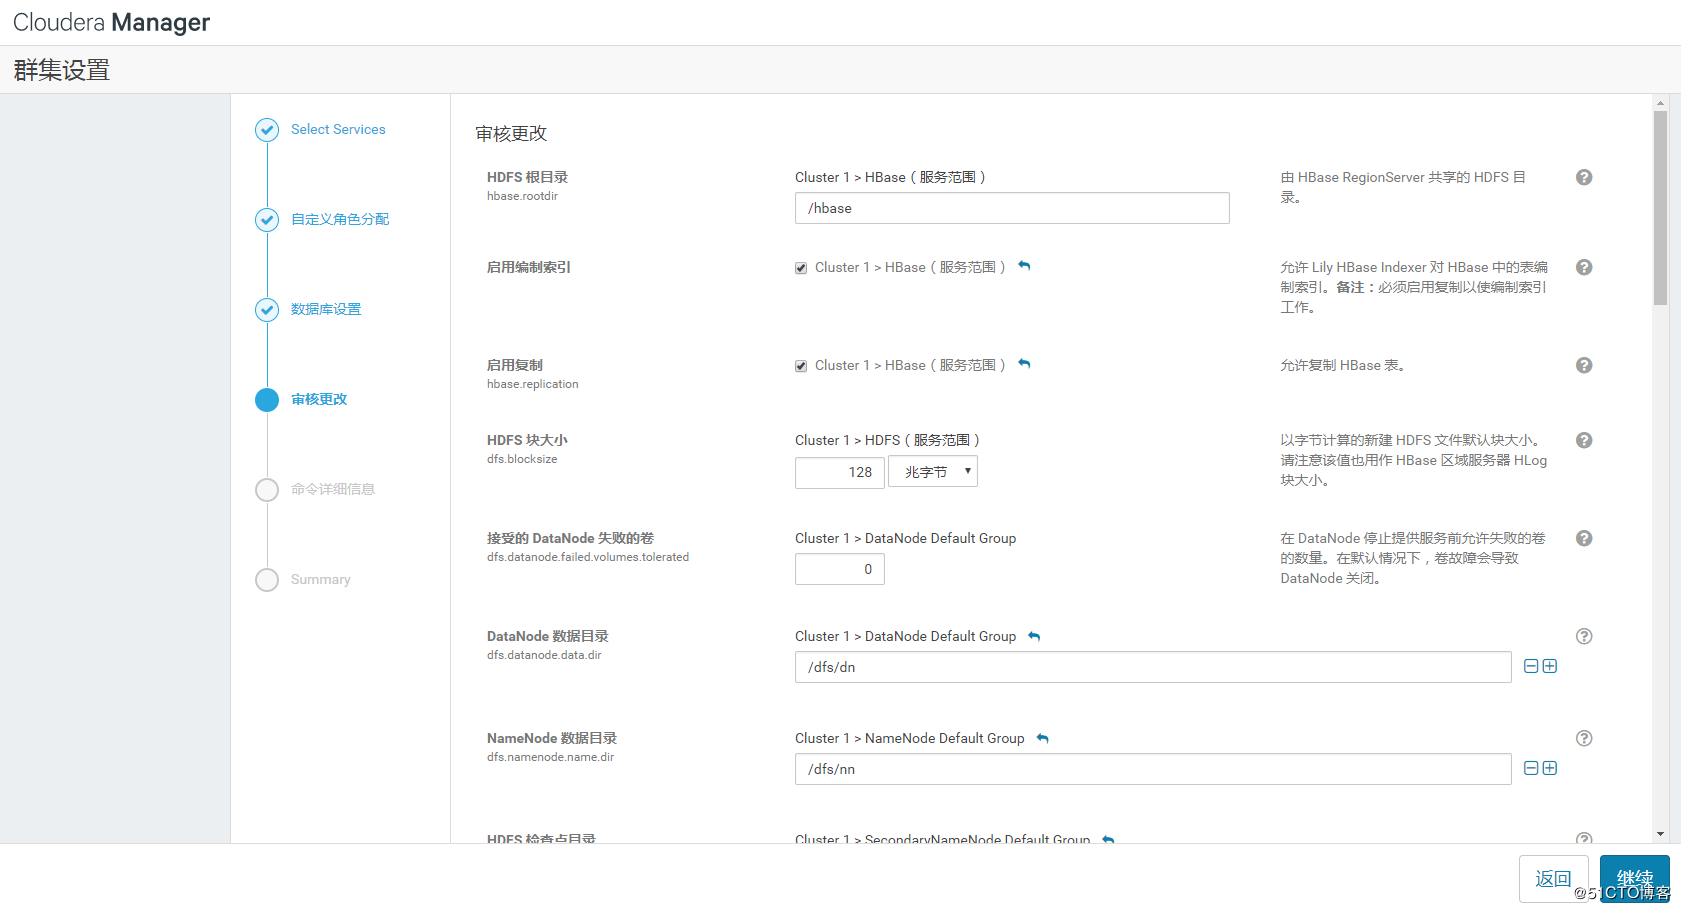 Cloudera Manager
群集设置
Select Services
自定义角色分配
数据库设置
审核更改
命令详细信息
Summary
审核更改
HDFS 根目录
hbase.rootdir
Cluster 1 > HBase（服务范围）
/hbase
由 HBase RegionServer 共享的 HDFS 目
录。
启用编制索引
Cluster 1 > HBase（服务范围）
允许 Lily HBase Indexer 对 HBase 中的表编
制索引。备注：必须启用复制以使编制索引
工作。
启用复制
hbase.replication
Cluster 1 > HBase（服务范围）
允许复制 HBase 表。
HDFS 块大小
dfs.blocksize
Cluster 1 > HDFS（服务范围）
128
兆字节
以字节计算的新建 HDFS 文件默认块大小。
请注意该值也用作 HBase 区域服务器 HLog
块大小。
接受的 DataNode 失败的卷
dfs.datanode.failed.volumes.tolerated
Cluster 1 > DataNode Default Group
0
在 DataNode 停止提供服务前允许失败的卷
的数量。在默认情况下，卷故障会导致
DataNode 关闭。
DataNode 数据目录
dfs.datanode.data.dir
Cluster 1 > DataNode Default Group
/dfs/dn
NameNode 数据目录
dfs.namenode.name.dir
Cluster 1 > NameNode Default Group
/dfs/nn
HDFS 检查点目录
Cluster 1 > SecondaryNameNode Default Group
返回
继续
@51CTO博客